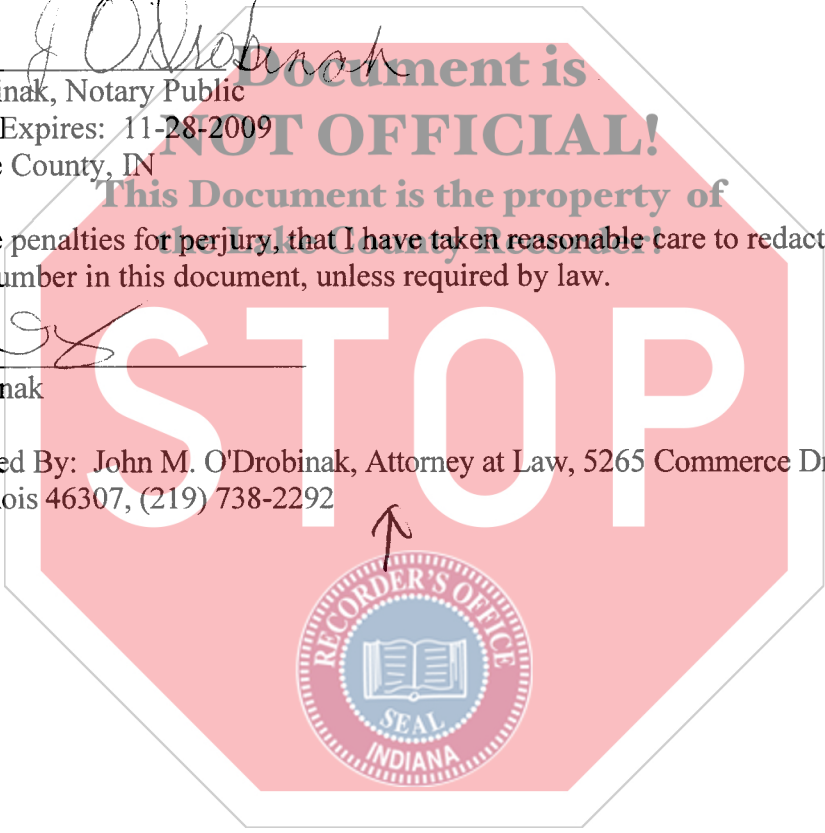 J O'Drobinak
Document is
inak, Notary Public
NOT OFFICIAL!
Expires: 11-28-2009
e County, IN
This Document is the property of
the Lake County Recorder!
e penalties for perjury, that I have taken reasonable care to redact
umber in this document, unless required by law.
STOP
nak
ed By: John M. O'Drobinak, Attorney at Law, 5265 Commerce Dr
ois 46307, (219) 738-2292
RECORDER'S OFFICE
SEAL
INDIANA